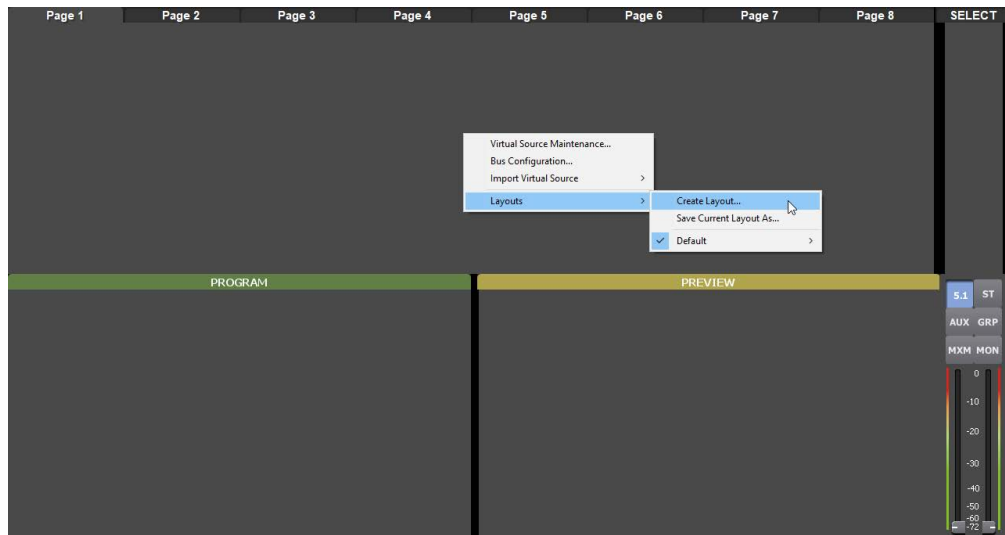 Page 1 Page 2 Page 3 Page 4 Page 5 Page 6 Page 7 Page 8 SELECT
Virtual Source Maintenance...
Bus Configuration...
Import Virtual Source >
Layouts > Create Layout...
Save Current Layout As...
✓ Default >
PROGRAM PREVIEW
5.1 ST
AUX GRP
MXM MON
0
-10
-20
-30
-40
-50
-60
-72